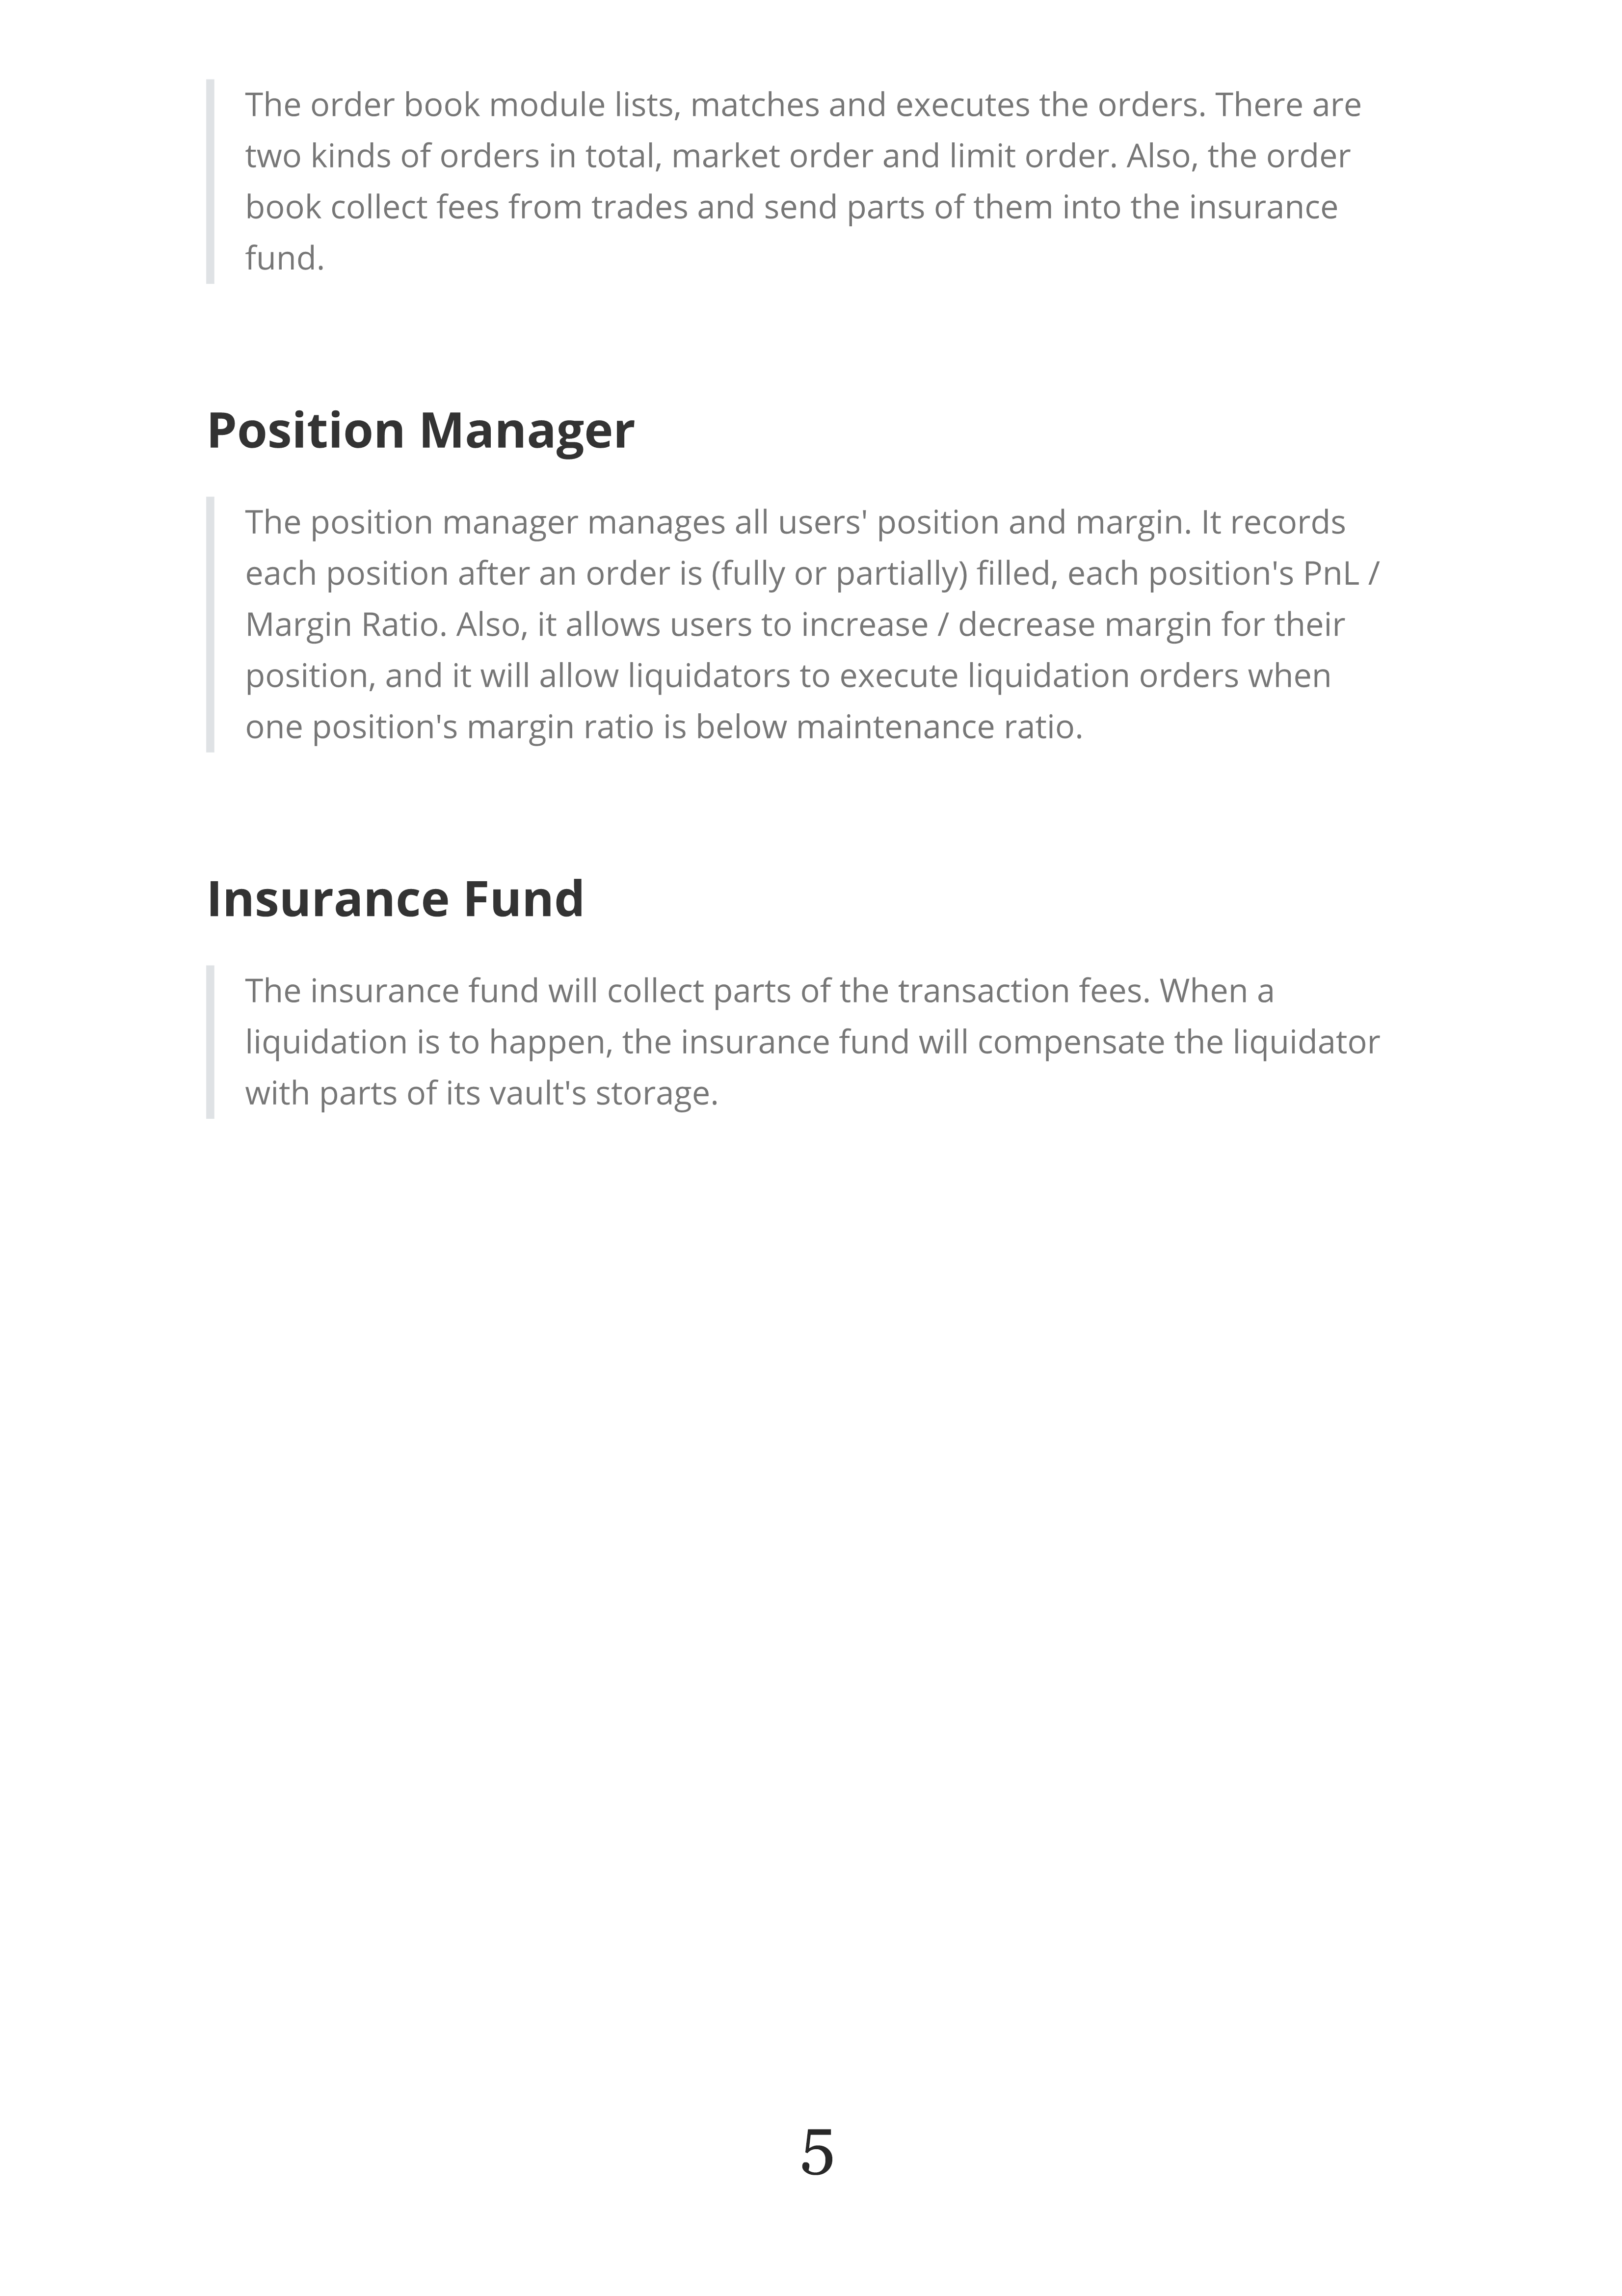 The order book module lists, matches and executes the orders. There are
two kinds of orders in total, market order and limit order. Also, the order
book collect fees from trades and send parts of them into the insurance
fund.
Position Manager
The position manager manages all users' position and margin. It records
each position after an order is (fully or partially) filled, each position's PnL /
Margin Ratio. Also, it allows users to increase / decrease margin for their
position, and it will allow liquidators to execute liquidation orders when
one position's margin ratio is below maintenance ratio.
Insurance Fund
The insurance fund will collect parts of the transaction fees. When a
liquidation is to happen, the insurance fund will compensate the liquidator
with parts of its vault's storage.
5